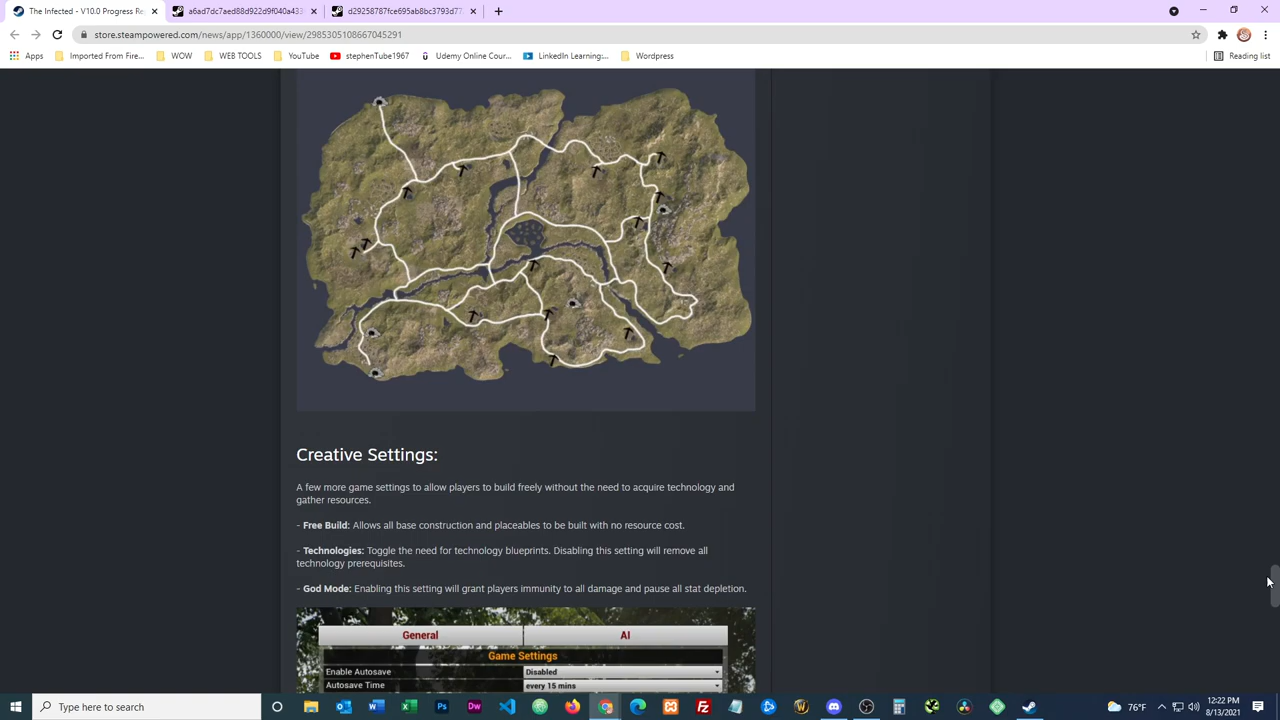 The Infected - V10.0 Progress Re
a6ad7dc7aed88d922d9f040a433
d29258787fce695ab8bc3793d77
store.steampowered.com/news/app/1360000/view/2985305108667045291
Apps
Imported From Fire...
WOW
WEB TOOLS
YouTube
stephenTube1967
Udemy Online Cour...
LinkedIn Learning:...
Wordpress
Reading list
Creative Settings:
A few more game settings to allow players to build freely without the need to acquire technology and
gather resources.
- Free Build: Allows all base construction and placeables to be built with no resource cost.
- Technologies: Toggle the need for technology blueprints. Disabling this setting will remove all
technology prerequisites.
- God Mode: Enabling this setting will grant players immunity to all damage and pause all stat depletion.
General
AI
Game Settings
Enable Autosave
Disabled
Autosave Time
every 15 mins
Type here to search
76°F
12:22 PM
8/13/2021